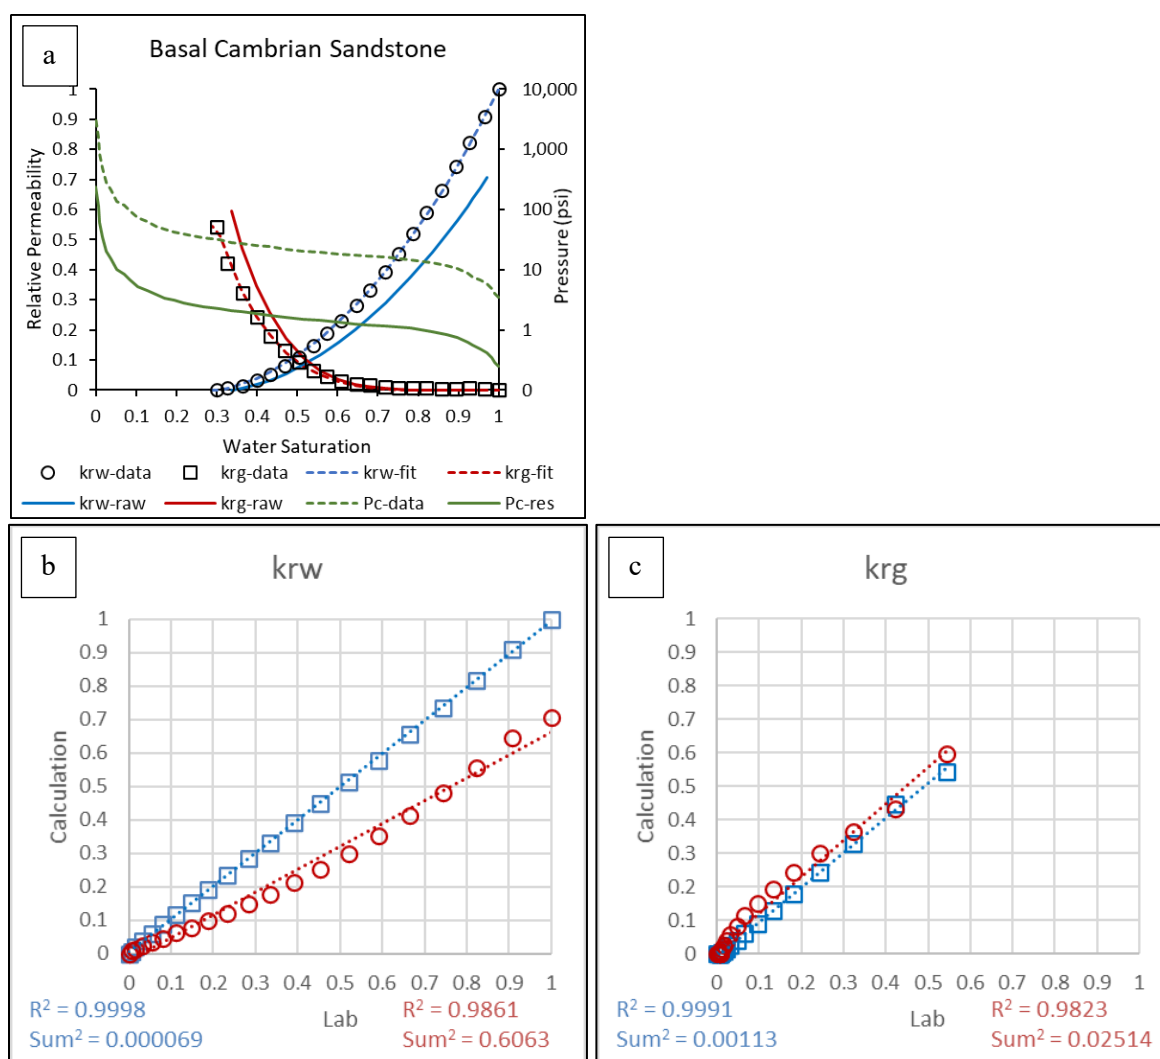 a
Basal Cambrian Sandstone
1
0.9
0.8
0.7
0.6
0.5
0.4
0.3
0.2
0.1
0
Relative Permeability
10,000
1,000
100
10
1
0
Pressure (psi)
0 0.1 0.2 0.3 0.4 0.5 0.6 0.7 0.8 0.9 1
Water Saturation
krw-data krg-data krw-fit krg-fit
krw-raw krg-raw Pc-data Pc-res
b
krw
1
0.9
0.8
0.7
0.6
0.5
0.4
0.3
0.2
0.1
0
Calculation
0 0.1 0.2 0.3 0.4 0.5 0.6 0.7 0.8 0.9 1
Lab
R² = 0.9998
Sum² = 0.000069
R² = 0.9861
Sum² = 0.6063
c
krg
1
0.9
0.8
0.7
0.6
0.5
0.4
0.3
0.2
0.1
0
Calculation
0 0.1 0.2 0.3 0.4 0.5 0.6 0.7 0.8 0.9 1
Lab
R² = 0.9991
Sum² = 0.00113
R² = 0.9823
Sum² = 0.02514